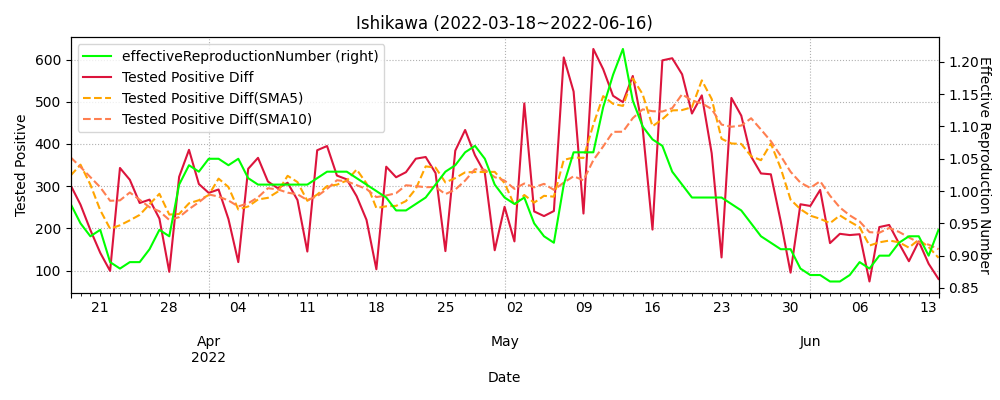 Ishikawa (2022-03-18~2022-06-16)
effectiveReproductionNumber (right)
Tested Positive Diff
Tested Positive Diff(SMA5)
Tested Positive Diff(SMA10)
Tested Positive
600
500
400
300
200
100
1.20
1.15
1.10
1.05
1.00
0.95
0.90
0.85
Effective Reproduction Number
21 28 04 11 18 25 02 09 16 23 30 06 13
Apr May Jun
2022
Date